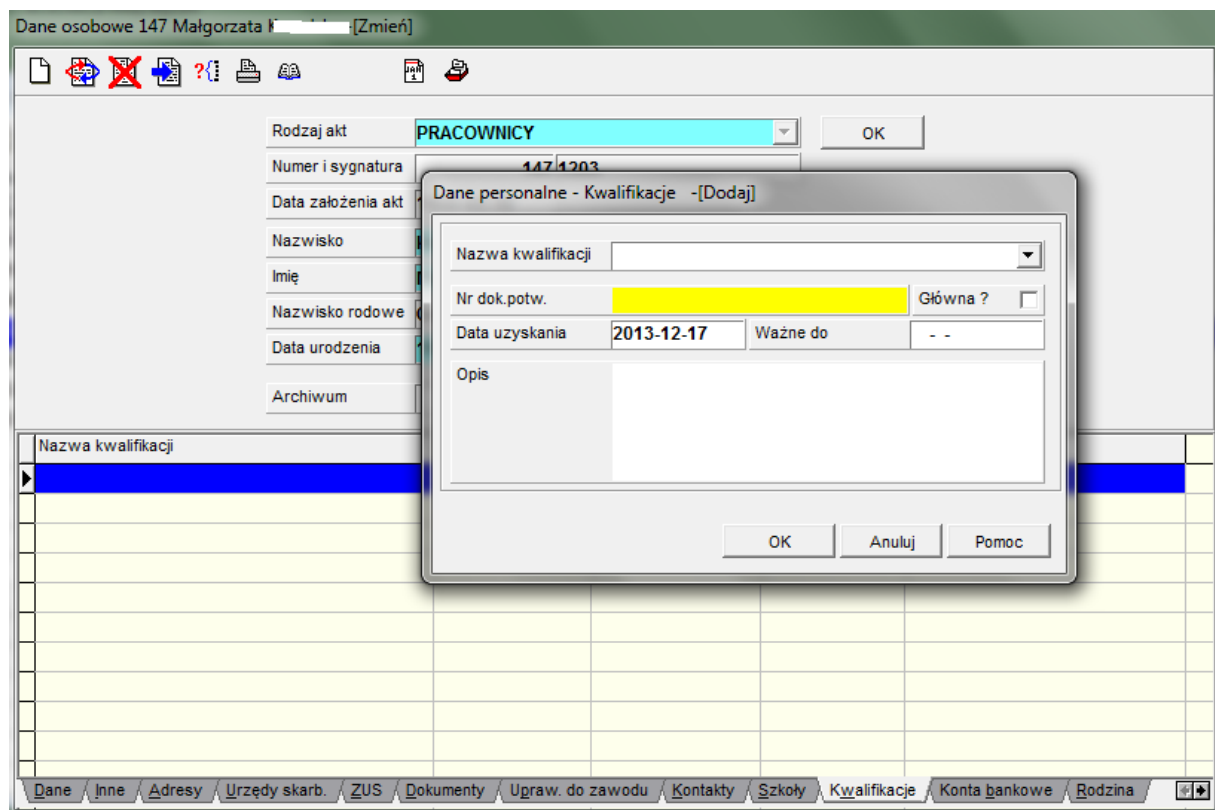 Dane osobowe 147 Małgorzata -[Zmień]
Rodzaj akt PRACOWNICY OK
Numer i sygnatura 147 1203
Dane personalne - Kwalifikacje -[Dodaj]
Data założenia akt
Nazwisko
Nazwa kwalifikacji
Imię
Nr dok.potw. Główna ?
Nazwisko rodowe
Data uzyskania 2013-12-17 Ważne do - -
Data urodzenia
Opis
Archiwum
Nazwa kwalifikacji
OK Anuluj Pomoc
Dane Inne Adresy Urzędy skarb. ZUS Dokumenty Upraw. do zawodu Kontakty Szkoły Kwalifikacje Konta bankowe Rodzina